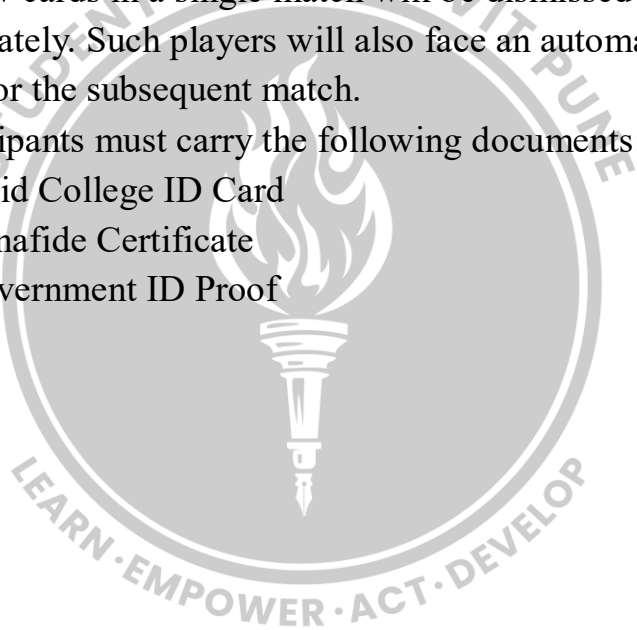 cards in a single match will be dismissed
ately. Such players will also face an automa
or the subsequent match.
ipants must carry the following documents
id College ID Card
nafide Certificate
vernment ID Proof
WIT PUNE
LEARN · EMPOWER · ACT · DEVELOP